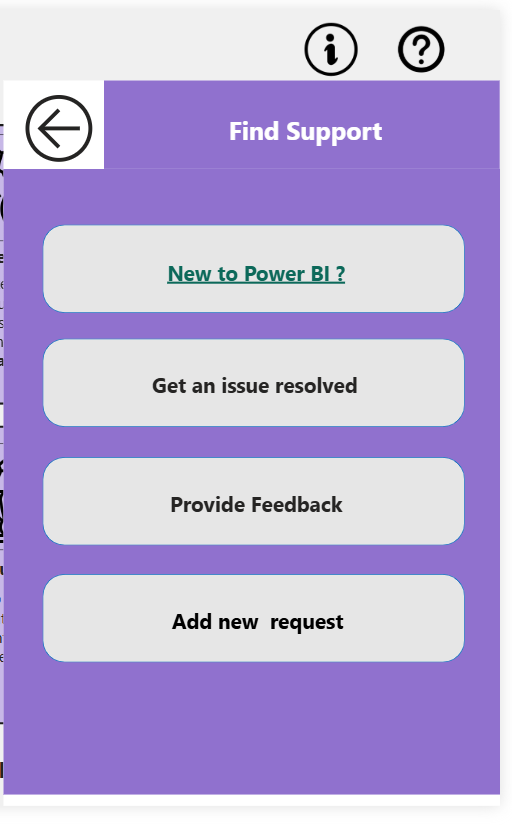 Find Support
New to Power BI ?
Get an issue resolved
Provide Feedback
Add new  request